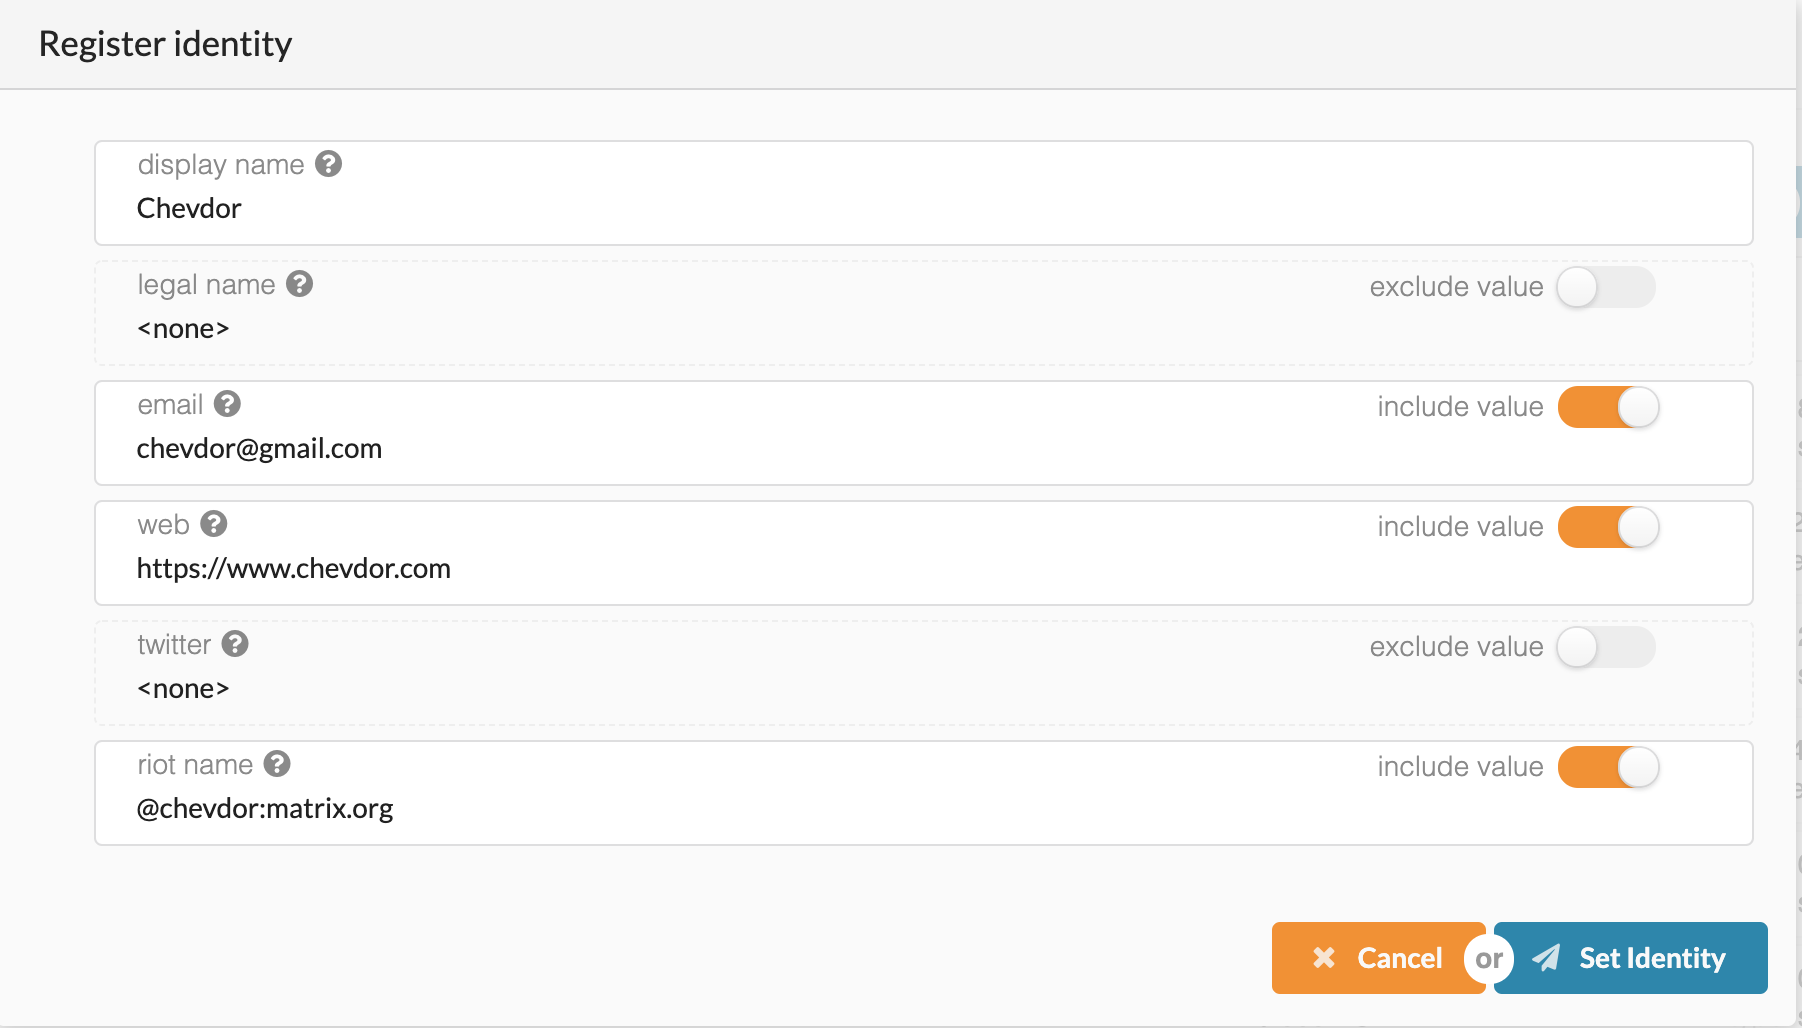 Register identity
display name ?
Chevdor
legal name ?
exclude value
<none>
email ?
include value
chevdor@gmail.com
web ?
include value
https://www.chevdor.com
twitter ?
exclude value
<none>
riot name ?
include value
@chevdor:matrix.org
Cancel or Set Identity